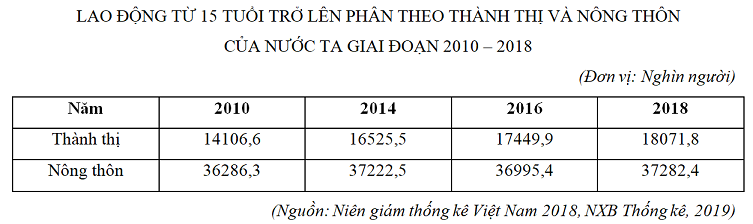 LAO ĐỘNG TỪ 15 TUỔI TRỞ LÊN PHÂN THEO THÀNH THỊ VÀ NÔNG THÔN
CỦA NƯỚC TA GIAI ĐOẠN 2010 – 2018
(Đơn vị: Nghìn người)
Năm 2010 2014 2016 2018
Thành thị 14106,6 16525,5 17449,9 18071,8
Nông thôn 36286,3 37222,5 36995,4 37282,4
(Nguồn: Niên giám thống kê Việt Nam 2018, NXB Thống kê, 2019)